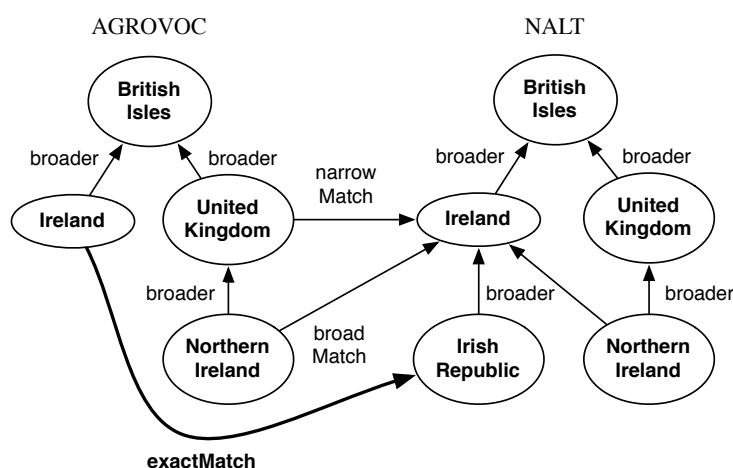 AGROVOC
NALT
British
Isles
British
Isles
broader
broader
broader
broader
narrow
Match
Ireland
United
Kingdom
Ireland
United
Kingdom
broader
broader
broader
broad
Match
Northern
Ireland
Irish
Republic
Northern
Ireland
exactMatch